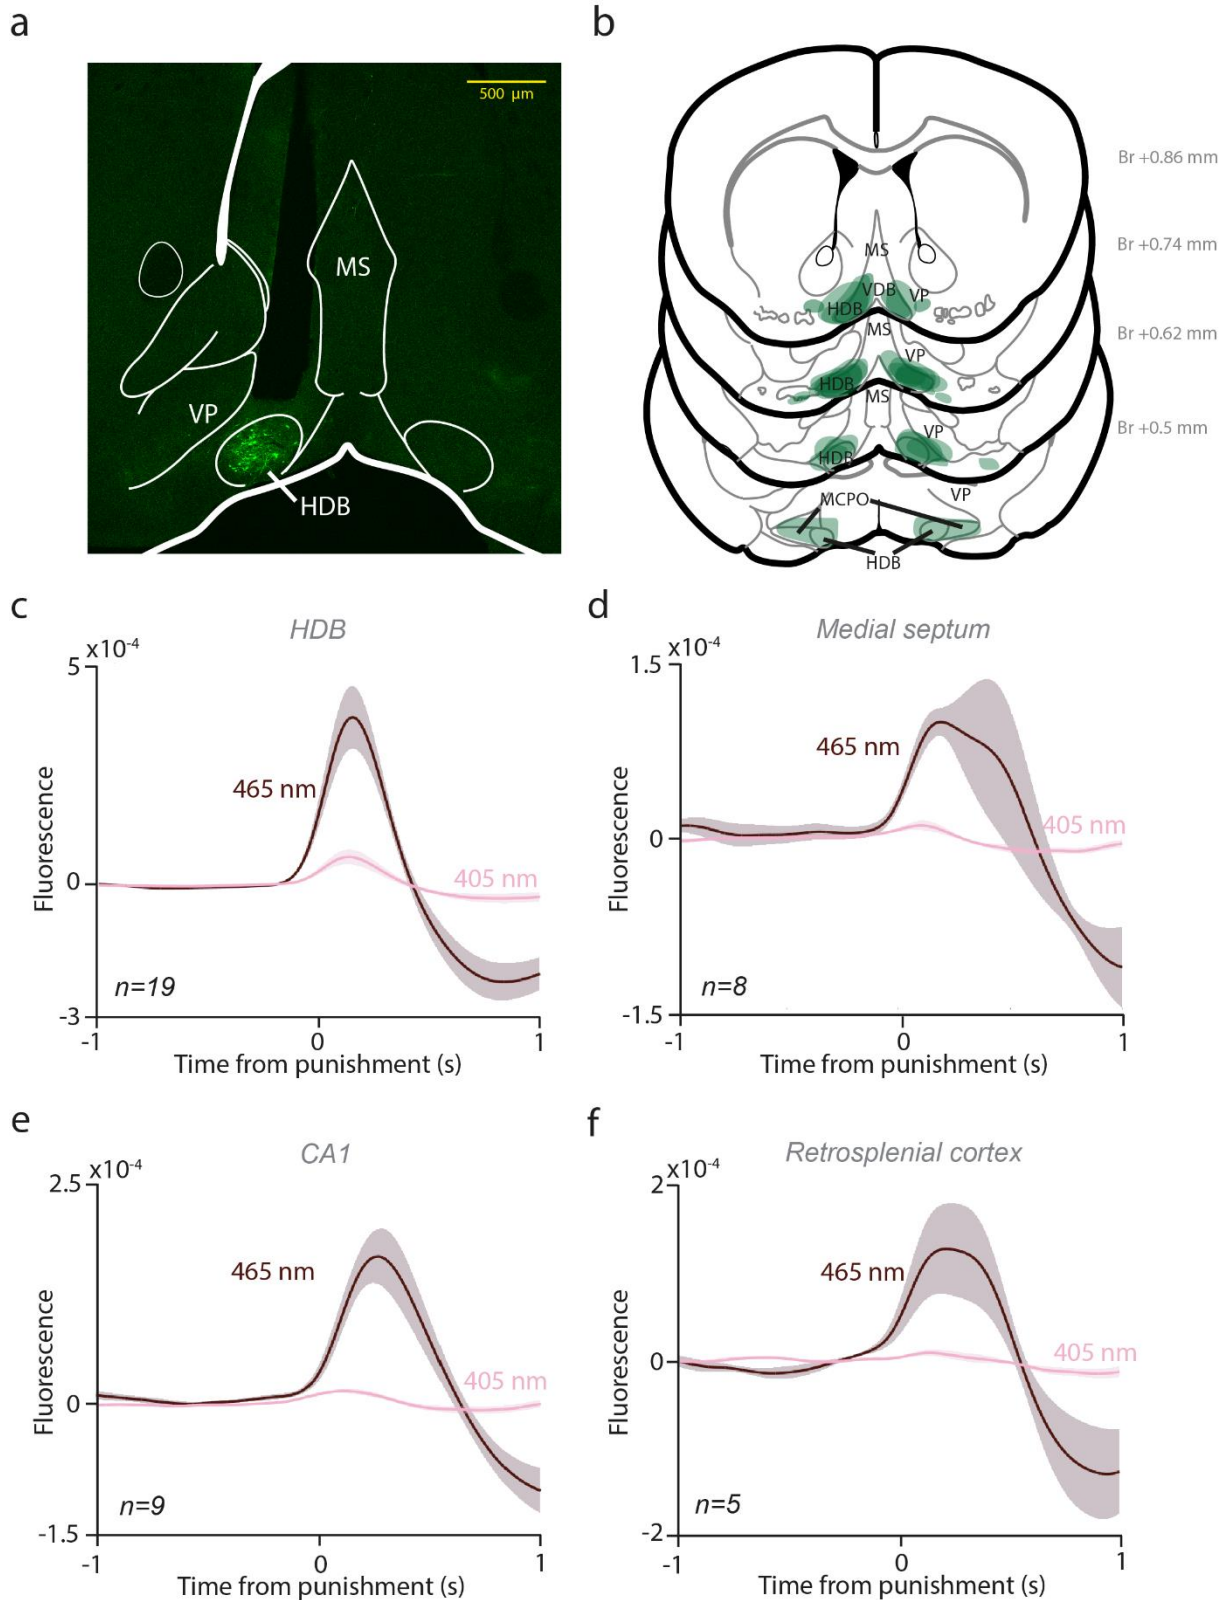 a
500 µm
MS
VP
HDB
b
Br +0.86 mm
Br +0.74 mm
Br +0.62 mm
Br +0.5 mm
MS
VDB
VP
HDB
MS
VP
HDB
MS
VP
HDB
VP
MCPO
HDB
c
HDB
x10-4
5
0
-3
Fluorescence
465 nm
405 nm
n=19
-1
0
1
Time from punishment (s)
d
Medial septum
x10-4
1.5
0
-1.5
Fluorescence
465 nm
405 nm
n=8
-1
0
1
Time from punishment (s)
e
CA1
x10-4
2.5
0
-1.5
Fluorescence
465 nm
405 nm
n=9
-1
0
1
Time from punishment (s)
f
Retrosplenial cortex
x10-4
2
0
-2
Fluorescence
465 nm
405 nm
n=5
-1
0
1
Time from punishment (s)